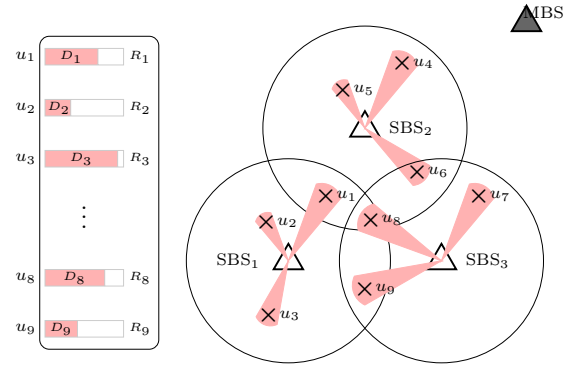 MBS
u₁ D₁ R₁
u₂ D₂ R₂
u₃ D₃ R₃
⋮
u₈ D₈ R₈
u₉ D₉ R₉
u₄
u₅
SBS₂
u₆
u₁
u₂
SBS₁
u₃
u₇
u₈
SBS₃
u₉